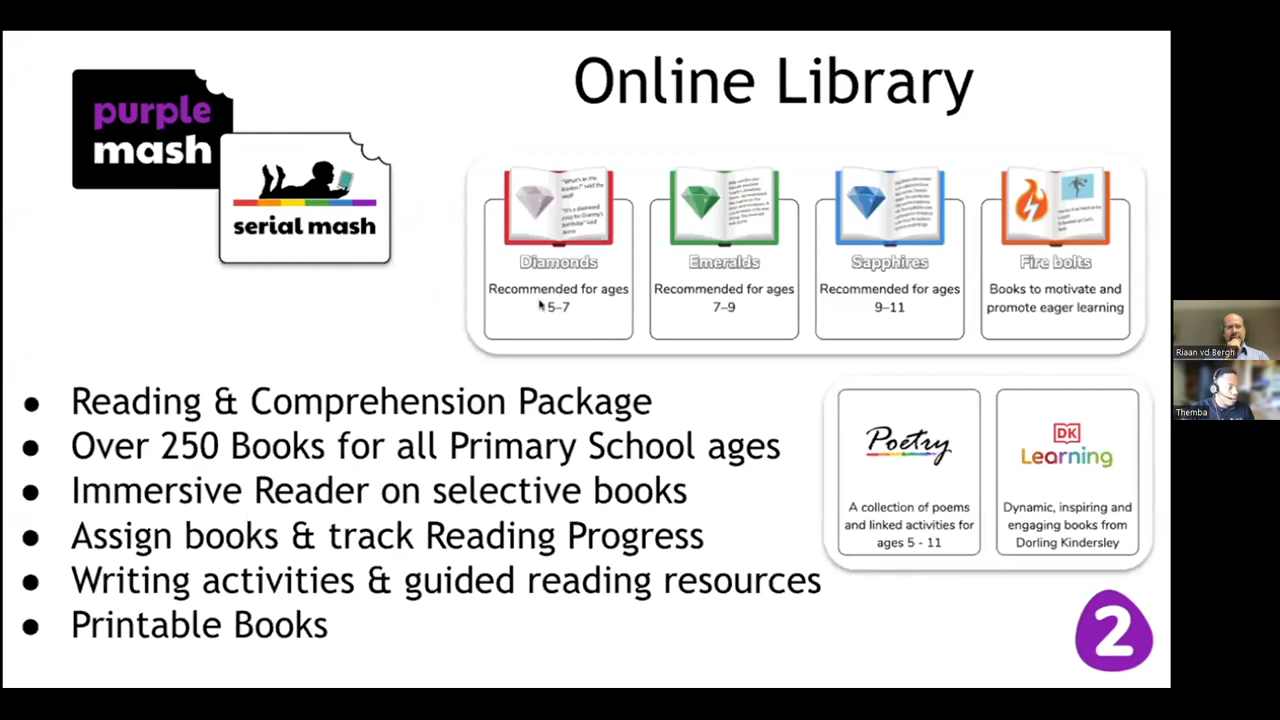 purple
mash
serial mash
Online Library
Diamonds
Recommended for ages
5–7
Emeralds
Recommended for ages
7–9
Sapphires
Recommended for ages
9–11
Fire bolts
Books to motivate and
promote eager learning
Poetry
A collection of poems
and linked activities for
ages 5 - 11
DK
Learning
Dynamic, inspiring and
engaging books from
Dorling Kindersley
• Reading & Comprehension Package
• Over 250 Books for all Primary School ages
• Immersive Reader on selective books
• Assign books & track Reading Progress
• Writing activities & guided reading resources
• Printable Books
2
Riaan vd Bergh
Themba